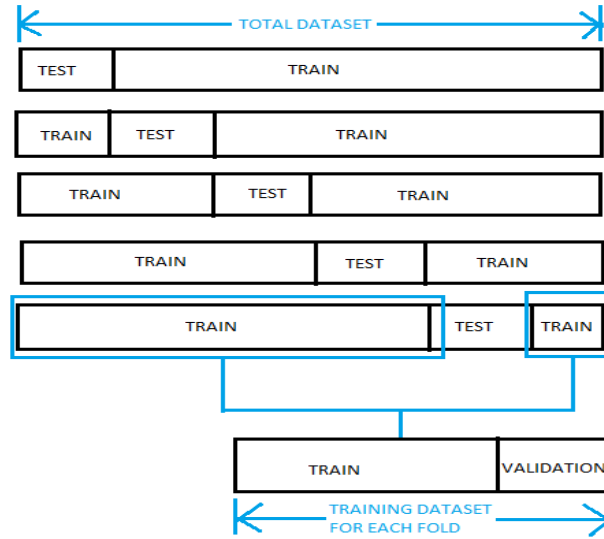 TOTAL DATASET
TEST TRAIN
TRAIN TEST TRAIN
TRAIN TEST TRAIN
TRAIN TEST TRAIN
TRAIN TEST TRAIN
TRAIN VALIDATION
TRAINING DATASET
FOR EACH FOLD